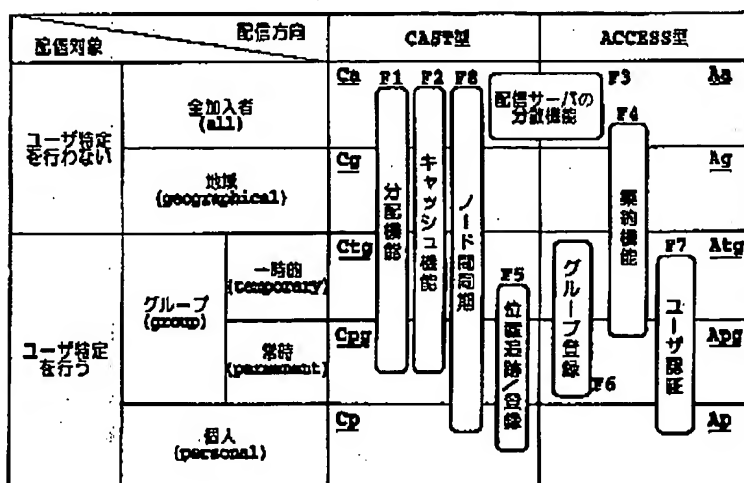 配信方向
配信対象
CAST型
ACCESS型
ユーザ特定
を行わない
全加入者
(all)
地域
(geographical)
ユーザ特定
を行う
グループ
(group)
一時的
(temporary)
常時
(parmanent)
個人
(personal)
Ca
Cg
Ctg
Cpg
Cp
F1
分配機能
F2
キャッシュ機能
F8
ノード間同期
配信サーバの
分散機能
F3
F4
集約機能
F5
位置追跡/登録
グループ登録
F6
F7
ユーザ認証
Aa
Ag
Atg
Apg
Ap